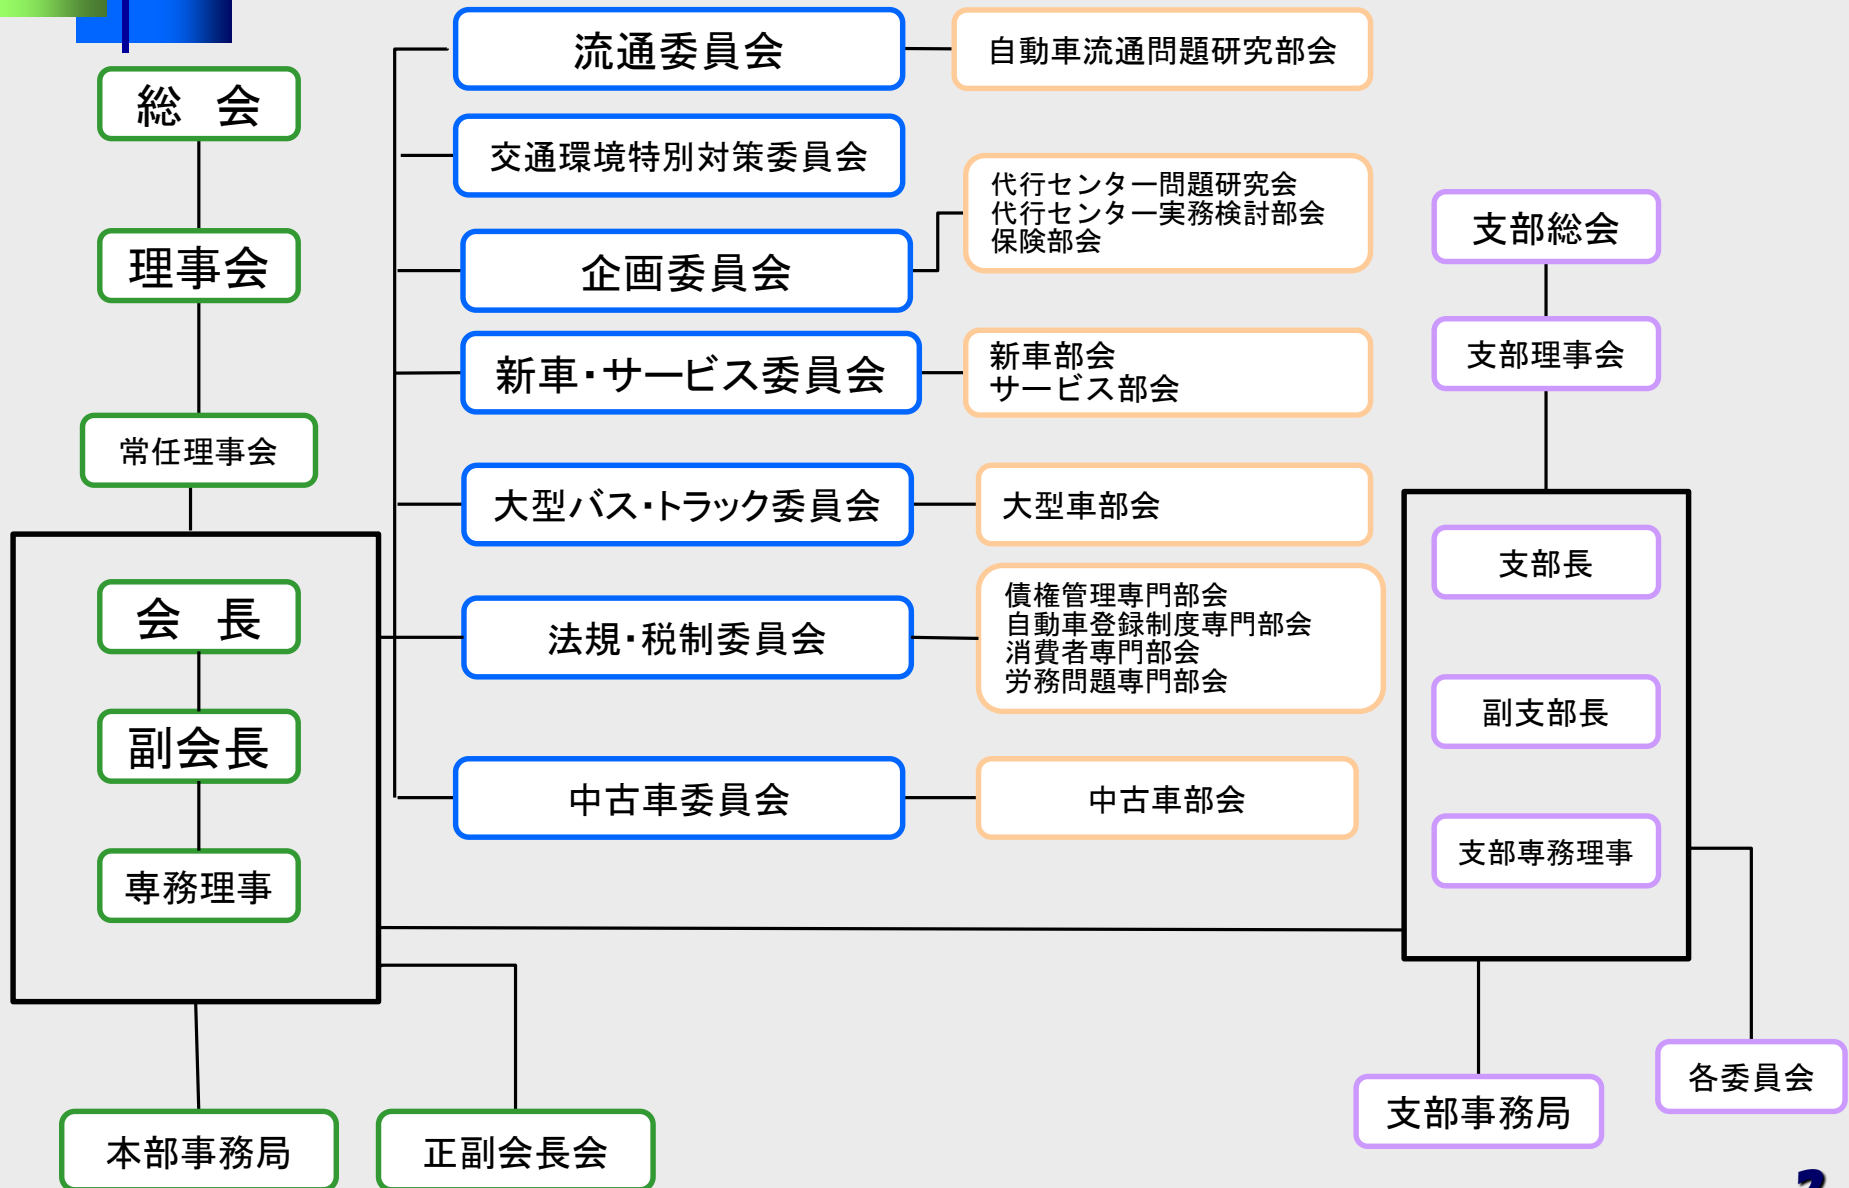 総　会
理事会
常任理事会
会　長
副会長
専務理事
本部事務局
正副会長会
流通委員会
交通環境特別対策委員会
企画委員会
新車・サービス委員会
大型バス・トラック委員会
法規・税制委員会
中古車委員会
自動車流通問題研究部会
代行センター問題研究会
代行センター実務検討部会
保険部会
新車部会
サービス部会
大型車部会
債権管理専門部会
自動車登録制度専門部会
消費者専門部会
労務問題専門部会
中古車部会
支部総会
支部理事会
支部長
副支部長
支部専務理事
支部事務局
各委員会